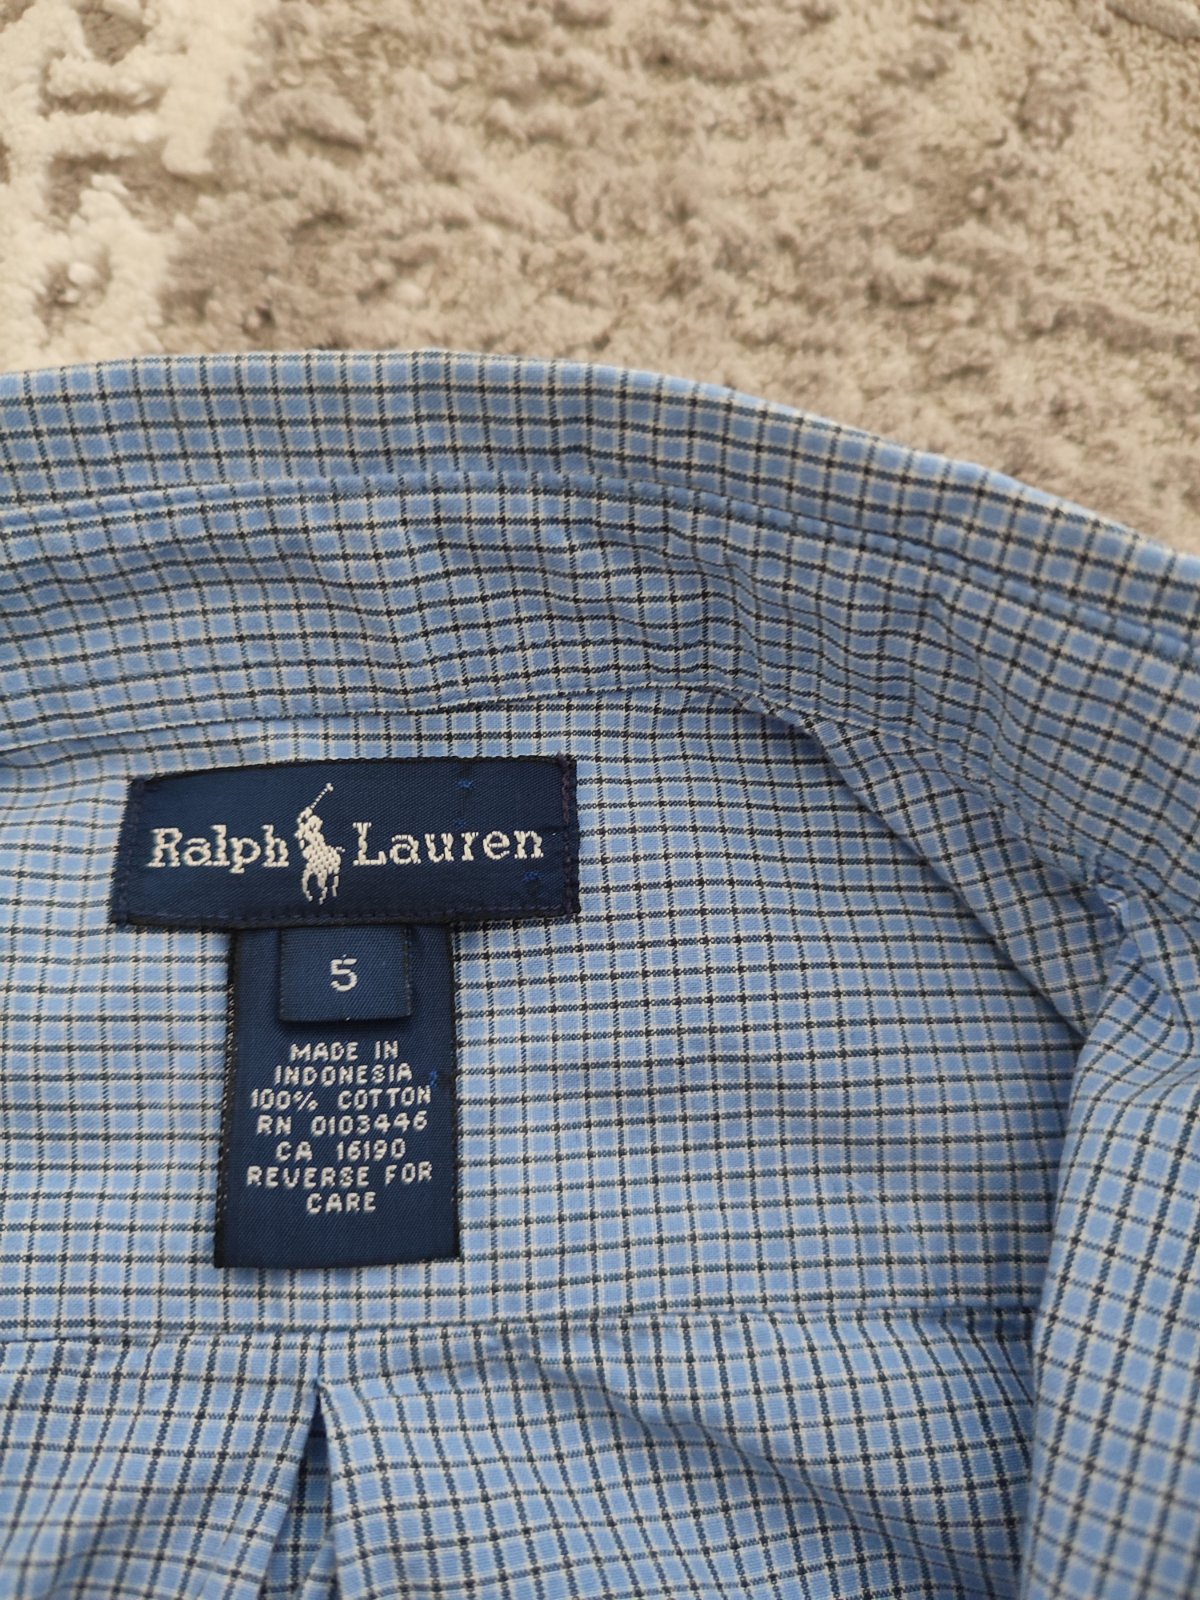 Ralph Lauren
5
MADE IN
INDONESIA
100% COTTON
RN 0103446
CA 16190
REVERSE FOR
CARE